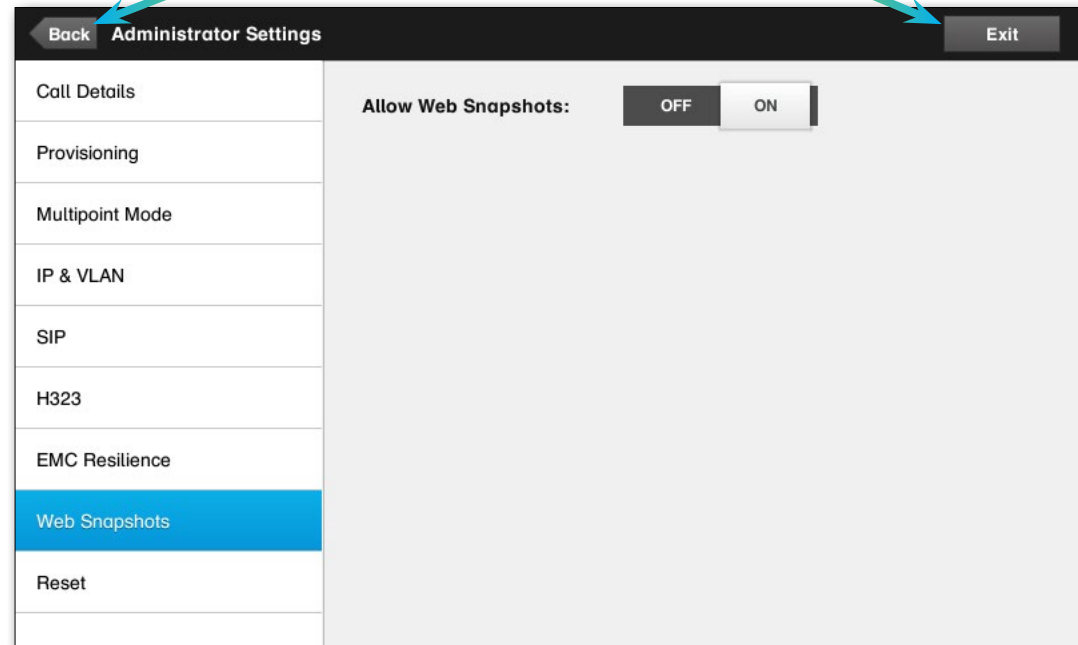 Back Administrator Settings Exit
Call Details
Allow Web Snapshots: OFF ON
Provisioning
Multipoint Mode
IP & VLAN
SIP
H323
EMC Resilience
Web Snapshots
Reset